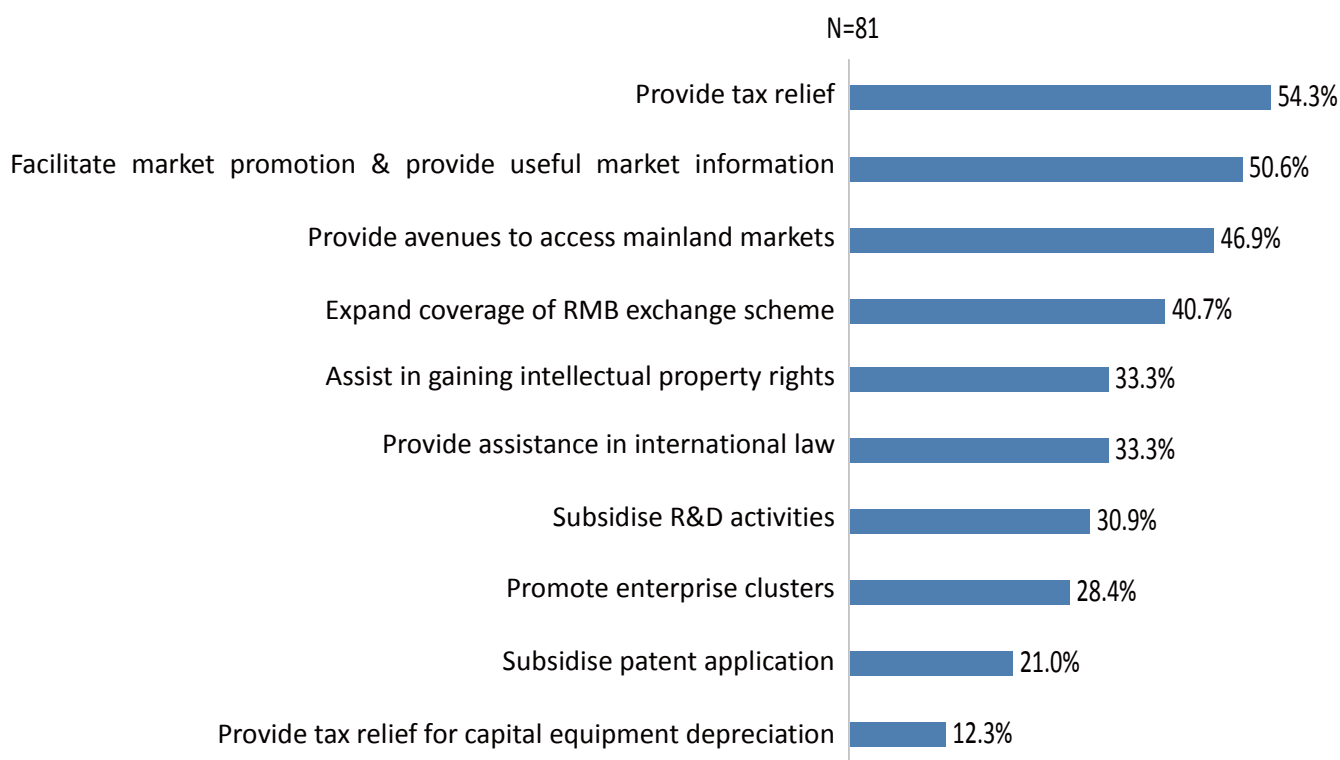 N=81
Provide tax relief 54.3%
Facilitate market promotion & provide useful market information 50.6%
Provide avenues to access mainland markets 46.9%
Expand coverage of RMB exchange scheme 40.7%
Assist in gaining intellectual property rights 33.3%
Provide assistance in international law 33.3%
Subsidise R&D activities 30.9%
Promote enterprise clusters 28.4%
Subsidise patent application 21.0%
Provide tax relief for capital equipment depreciation 12.3%